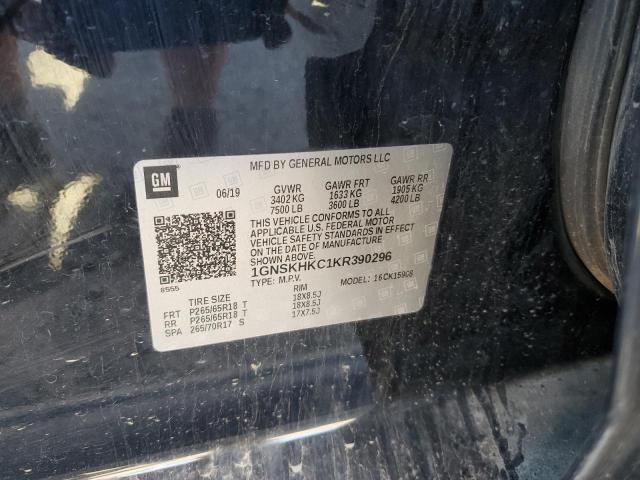 MFD BY GENERAL MOTORS LLC
GM
06/19
GVWR GAWR FRT GAWR RR
3402 KG 1633 KG 1905 KG
7500 LB 3600 LB 4200 LB
THIS VEHICLE CONFORMS TO ALL
APPLICABLE U.S. FEDERAL MOTOR
VEHICLE SAFETY STANDARDS IN EFFECT
ON THE DATE OF MANUFACTURE
SHOWN ABOVE.
1GNSKHKC1KR390296
8555
TYPE: M.P.V. MODEL: 16 CK15908
TIRE SIZE RIM
FRT P265/65R18 T 18X8.5J
RR P265/65R18 T 18X8.5J
SPA 265/70R17 S 17X7.5J